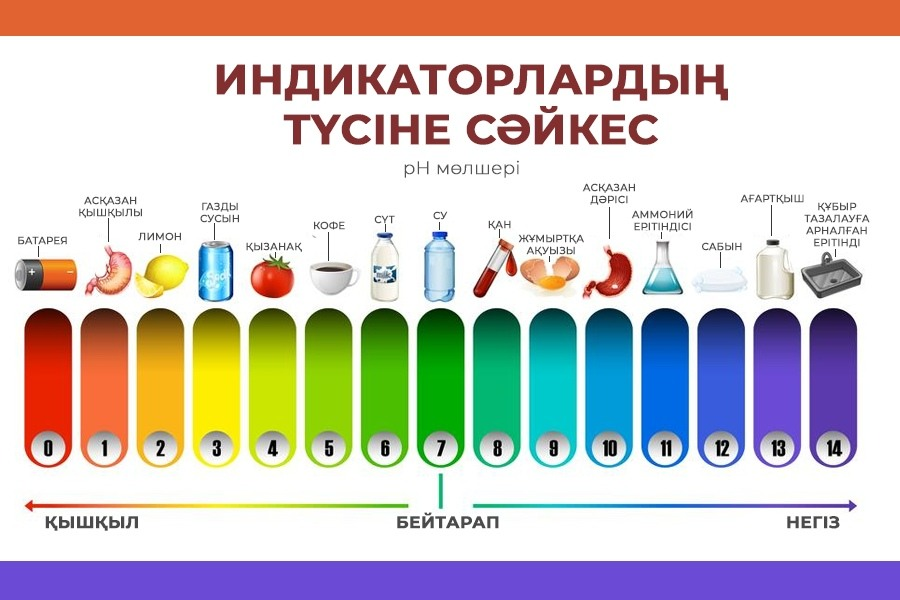 ИНДИКАТОРЛАРДЫҢ
ТҮСІНЕ СӘЙКЕС
pH мөлшері
БАТАРЕЯ
АСҚАЗАН
ҚЫШҚЫЛЫ
ЛИМОН
ГАЗДЫ
СУСЫН
ҚЫЗАНАҚ
КОФЕ
СҮТ
СУ
ҚАН
ЖҰМЫРТҚА
АҚУЫЗЫ
АСҚАЗАН
ДӘРІСІ
АММОНИЙ
ЕРІТІНДІСІ
САБЫН
АҒАРТҚЫШ
ҚҰБЫР
ТАЗАЛАУҒА
АРНАЛҒАН
ЕРІТІНДІ
0 1 2 3 4 5 6 7 8 9 10 11 12 13 14
ҚЫШҚЫЛ БЕЙТАРАП НЕГІЗ